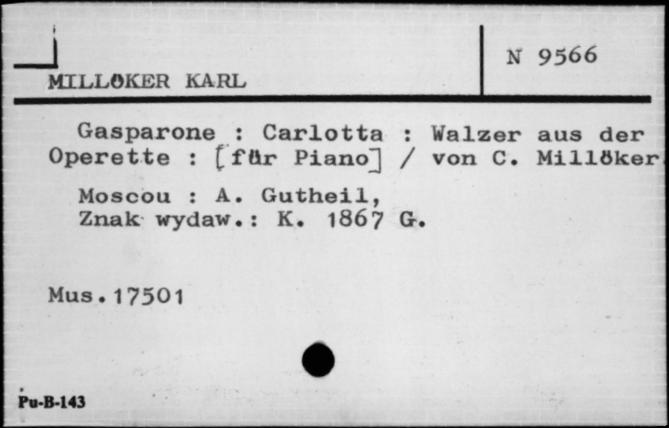 N 9566
MILLÖKER KARL
Gasparone : Carlotta : Walzer aus der
Operette : [für Piano] / von C. Millöker
Moscou : A. Gutheil,
Znak wydaw.: K. 1867 G.
Mus.17501
Pu-B-143